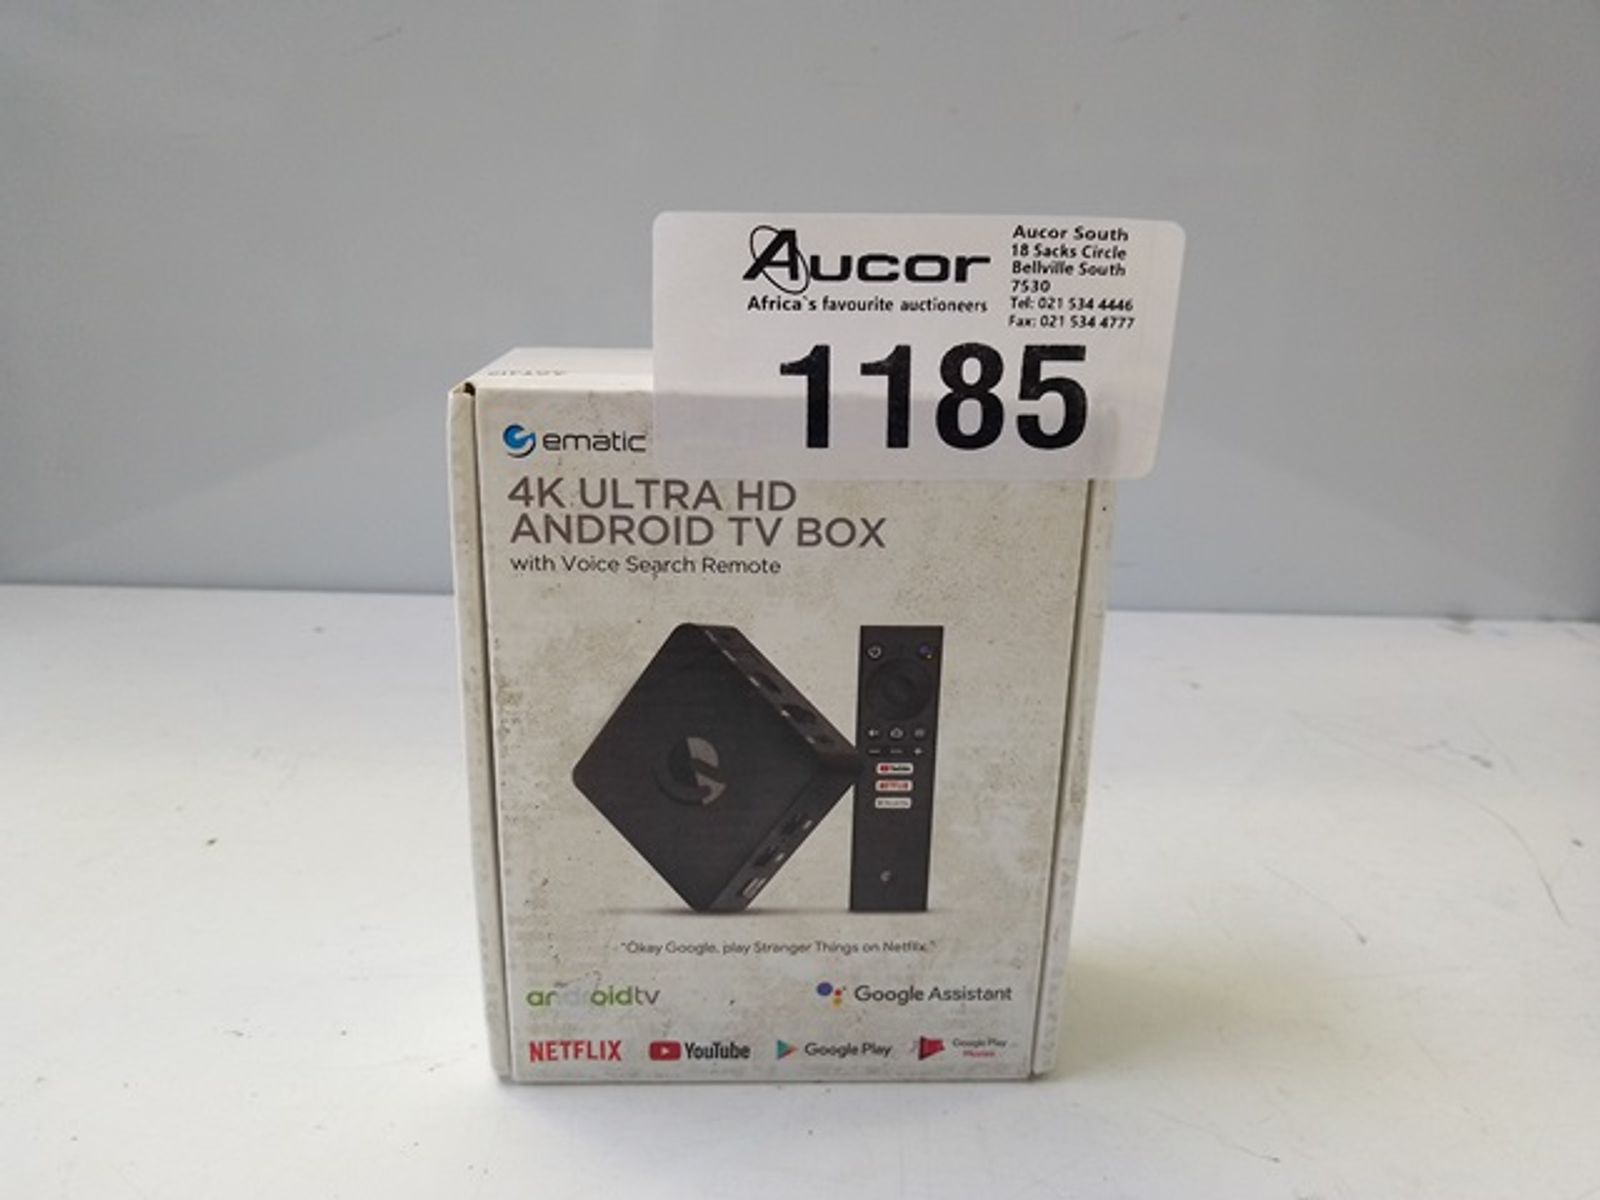 Aucor
Africa`s favourite auctioneers
Aucor South
18 Sacks Circle
Bellville South
7530
Tel: 021 534 4446
Fax: 021 534 4777
1185
ematic
4K ULTRA HD
ANDROID TV BOX
with Voice Search Remote
YouTube
NETFLIX
"Okay Google, play Stranger Things on Netflix."
androidtv
Google Assistant
NETFLIX
YouTube
Google Play
Google Play
Movies